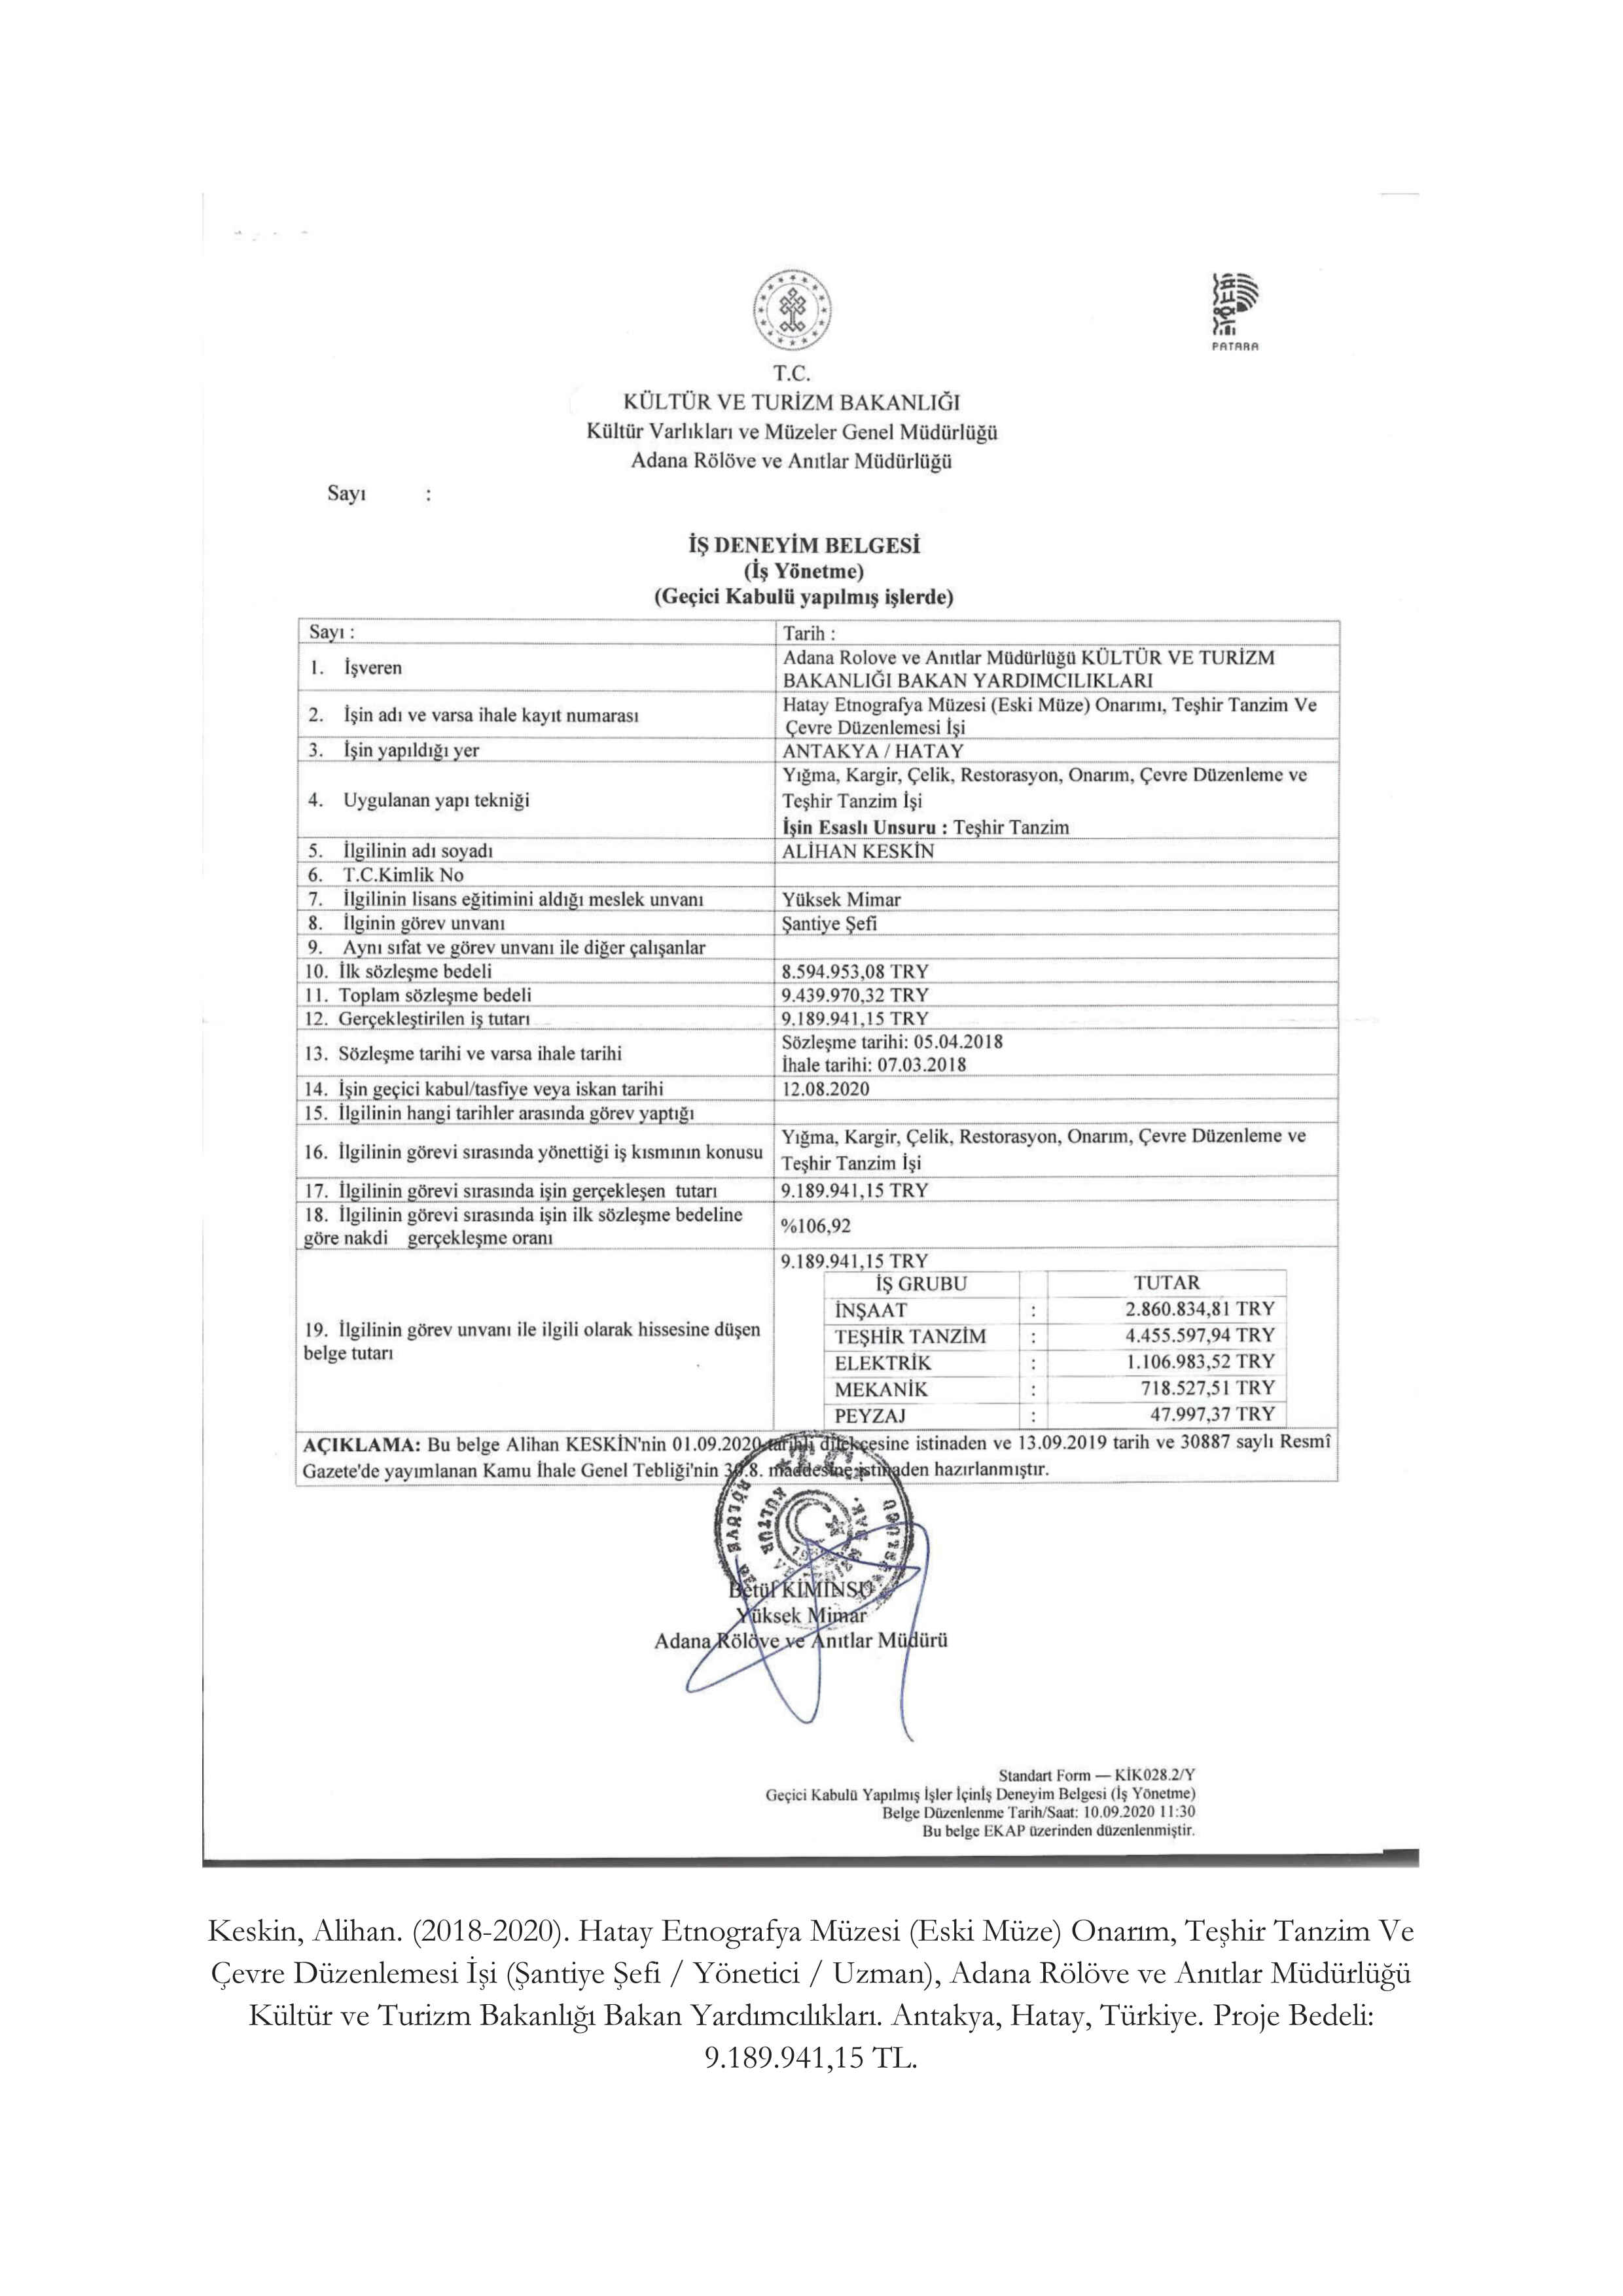 PATARA
T.C.
KÜLTÜR VE TURİZM BAKANLIĞI
Kültür Varlıkları ve Müzeler Genel Müdürlüğü
Adana Rölöve ve Anıtlar Müdürlüğü
Sayı :
İŞ DENEYİM BELGESİ
(İş Yönetme)
(Geçici Kabulü yapılmış işlerde)
Sayı : Tarih :
1. İşveren
Adana Rolove ve Anıtlar Müdürlüğü KÜLTÜR VE TURİZM
BAKANLIĞI BAKAN YARDIMCILIKLARI
2. İşin adı ve varsa ihale kayıt numarası
Hatay Etnografya Müzesi (Eski Müze) Onarımı, Teşhir Tanzim Ve
Çevre Düzenlemesi İşi
3. İşin yapıldığı yer ANTAKYA / HATAY
4. Uygulanan yapı tekniği
Yığma, Kargir, Çelik, Restorasyon, Onarım, Çevre Düzenleme ve
Teşhir Tanzim İşi
İşin Esaslı Unsuru : Teşhir Tanzim
5. İlgilinin adı soyadı ALİHAN KESKİN
6. T.C.Kimlik No
7. İlgilinin lisans eğitimini aldığı meslek unvanı Yüksek Mimar
8. İlginin görev unvanı Şantiye Şefi
9. Aynı sıfat ve görev unvanı ile diğer çalışanlar
10. İlk sözleşme bedeli 8.594.953,08 TRY
11. Toplam sözleşme bedeli 9.439.970,32 TRY
12. Gerçekleştirilen iş tutarı 9.189.941,15 TRY
13. Sözleşme tarihi ve varsa ihale tarihi
Sözleşme tarihi: 05.04.2018
İhale tarihi: 07.03.2018
14. İşin geçici kabul/tasfiye veya iskan tarihi 12.08.2020
15. İlgilinin hangi tarihler arasında görev yaptığı
16. İlgilinin görevi sırasında yönettiği iş kısmının konusu
Yığma, Kargir, Çelik, Restorasyon, Onarım, Çevre Düzenleme ve
Teşhir Tanzim İşi
17. İlgilinin görevi sırasında işin gerçekleşen tutarı 9.189.941,15 TRY
18. İlgilinin görevi sırasında işin ilk sözleşme bedeline
göre nakdi gerçekleşme oranı
%106,92
19. İlgilinin görev unvanı ile ilgili olarak hissesine düşen
belge tutarı
9.189.941,15 TRY
İŞ GRUBU TUTAR
İNŞAAT : 2.860.834,81 TRY
TEŞHİR TANZİM : 4.455.597,94 TRY
ELEKTRİK : 1.106.983,52 TRY
MEKANİK : 718.527,51 TRY
PEYZAJ : 47.997,37 TRY
AÇIKLAMA: Bu belge Alihan KESKİN'nin 01.09.2020 tarihli dilekçesine istinaden ve 13.09.2019 tarih ve 30887 saylı Resmî
Gazete'de yayımlanan Kamu İhale Genel Tebliği'nin maddesine istinaden hazırlanmıştır.
T.C.
KÜLTÜR
Betül KİMİNSU
Yüksek Mimar
Adana Rölöve ve Anıtlar Müdürü
Standart Form — KİK028.2/Y
Geçici Kabulü Yapılmış İşler İçinİş Deneyim Belgesi (İş Yönetme)
Belge Düzenlenme Tarih/Saat: 10.09.2020 11:30
Bu belge EKAP üzerinden düzenlenmiştir.
Keskin, Alihan. (2018-2020). Hatay Etnografya Müzesi (Eski Müze) Onarım, Teşhir Tanzim Ve
Çevre Düzenlemesi İşi (Şantiye Şefi / Yönetici / Uzman), Adana Rölöve ve Anıtlar Müdürlüğü
Kültür ve Turizm Bakanlığı Bakan Yardımcılıkları. Antakya, Hatay, Türkiye. Proje Bedeli:
9.189.941,15 TL.